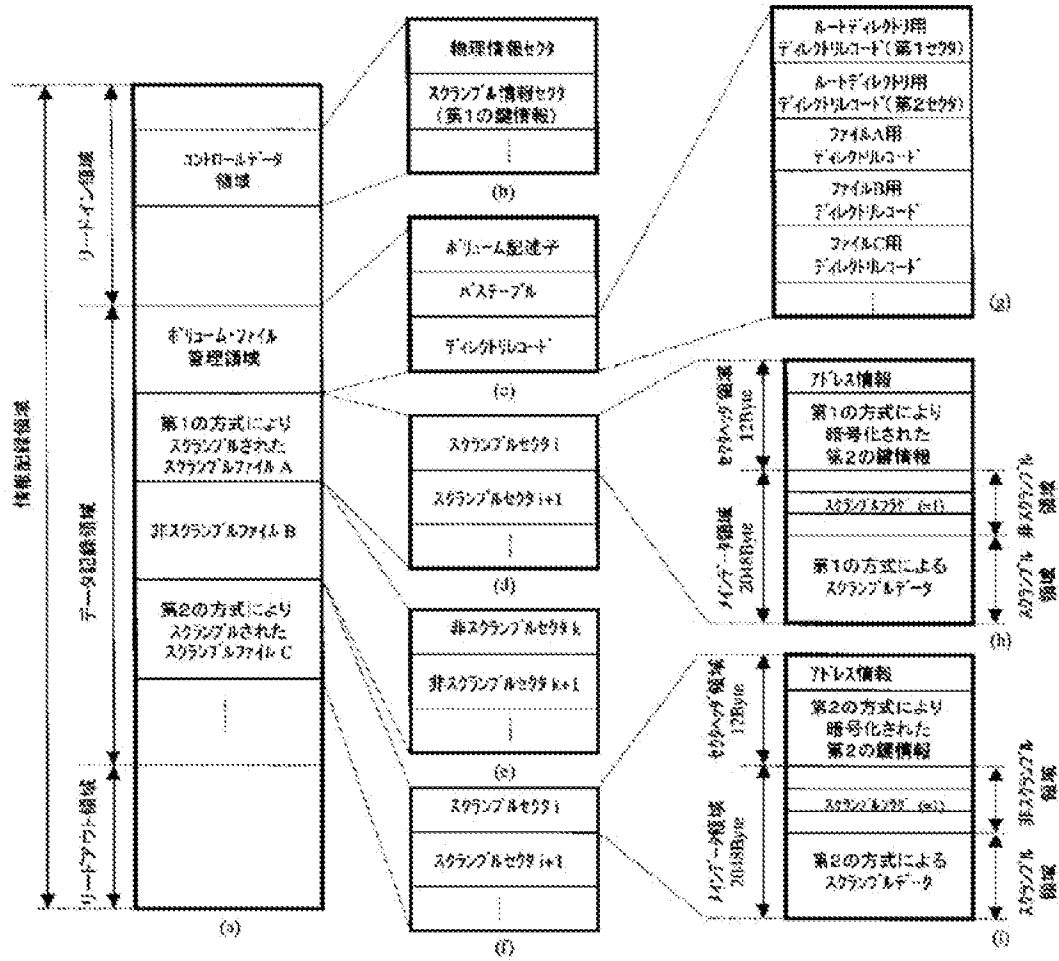 情報記録領域
リードイン領域
データ記録領域
リードアウト領域
コントロールデータ
領域
ボリューム・ファイル
管理領域
第1の方式により
スクランブルされた
スクランブルファイル A
非スクランブルファイル B
第2の方式により
スクランブルされた
スクランブルファイル C
(a)
物理情報セクタ
スクランブル情報セクタ
(第1の鍵情報)
(b)
ボリューム記述子
パステーブル
ディレクトリレコード
(c)
スクランブルセクタ i
スクランブルセクタ i+1
(d)
非スクランブルセクタ k
非スクランブルセクタ k+1
(e)
スクランブルセクタ i
スクランブルセクタ i+1
(f)
ルートディレクトリ用
ディレクトリレコード(第1セクタ)
ルートディレクトリ用
ディレクトリレコード(第2セクタ)
ファイルA用
ディレクトリレコード
ファイルB用
ディレクトリレコード
ファイルC用
ディレクトリレコード
(g)
セクタヘッダ領域
12Byte
メインデータ領域
2048Byte
アドレス情報
第1の方式により
暗号化された
第2の鍵情報
スクランブルフラグ
第1の方式による
スクランブルデータ
非スクランブル
領域
スクランブル
領域
(h)
セクタヘッダ領域
12Byte
メインデータ領域
2048Byte
アドレス情報
第2の方式により
暗号化された
第2の鍵情報
スクランブルフラグ
第2の方式による
スクランブルデータ
非スクランブル
領域
スクランブル
領域
(i)